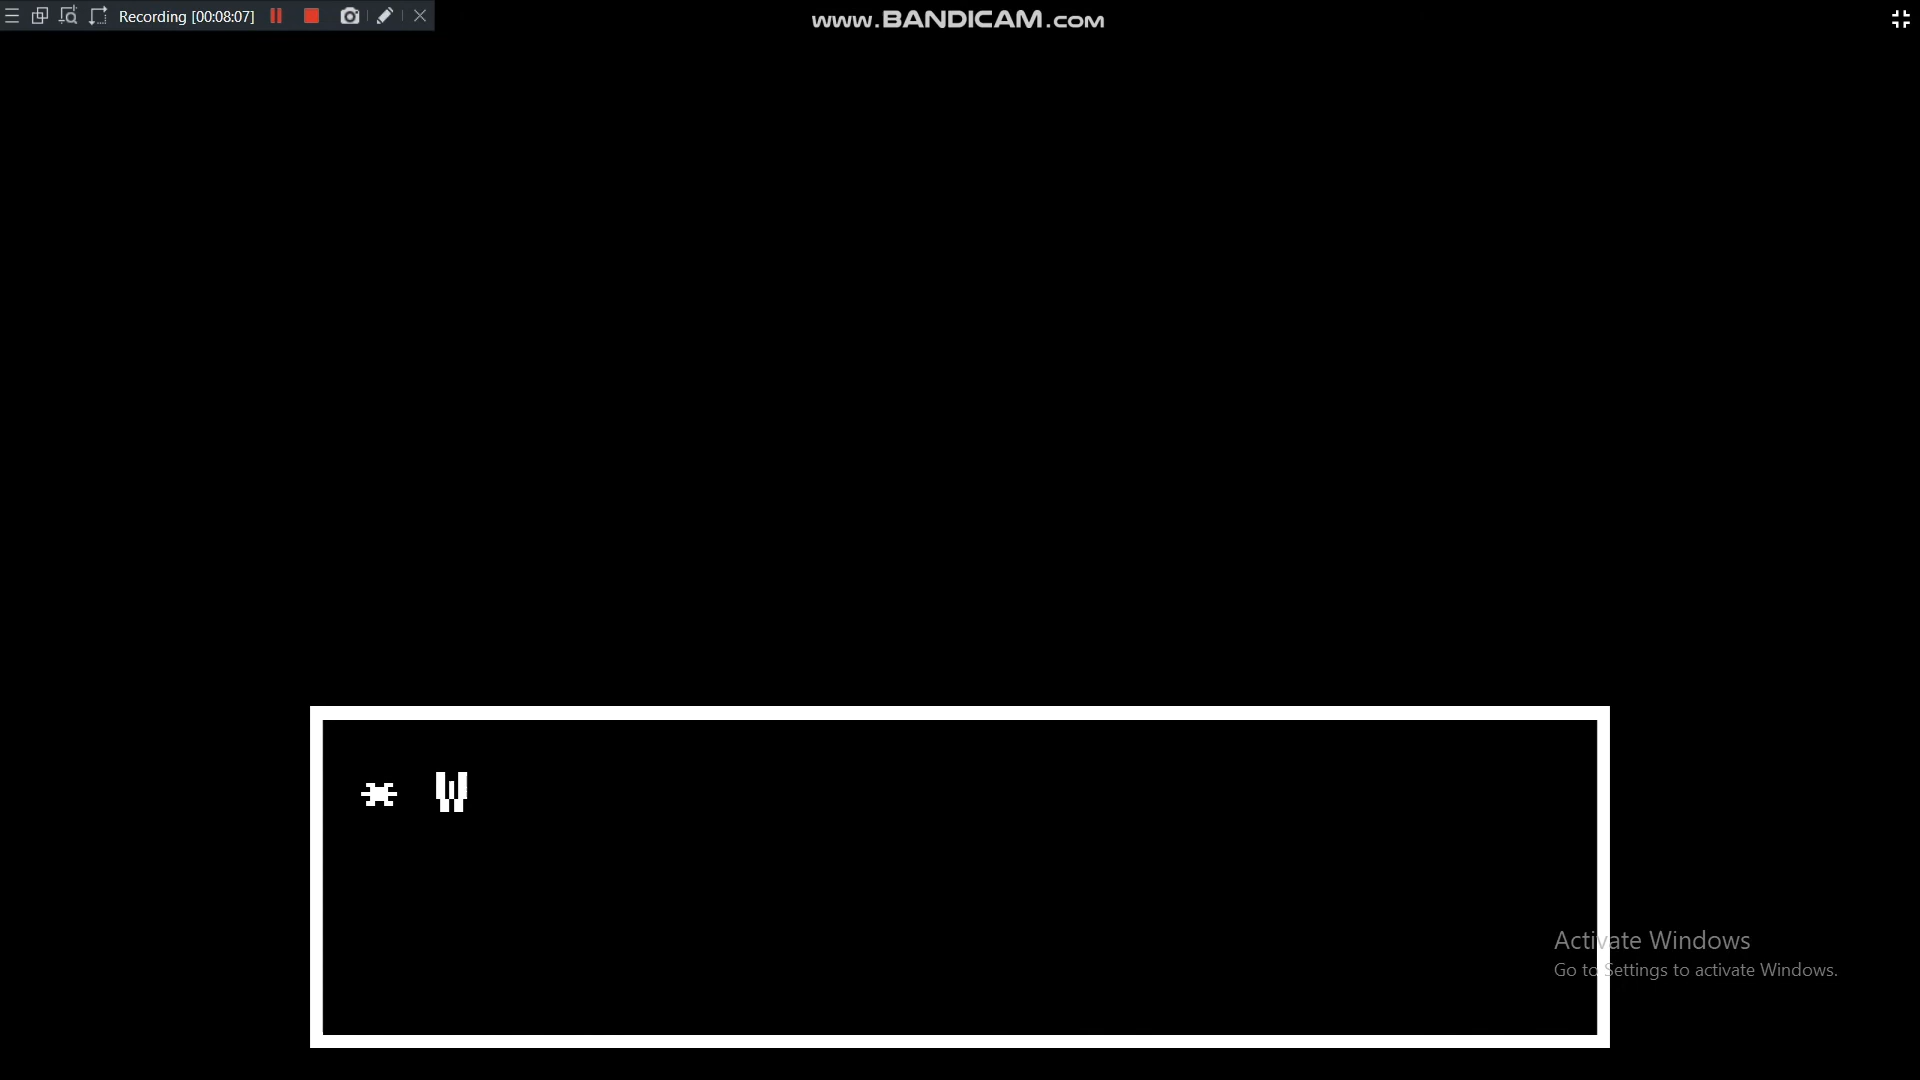 Recording [00:08:07]
www.BANDICAM.COM
* W
Activate Windows
Go to Settings to activate Windows.